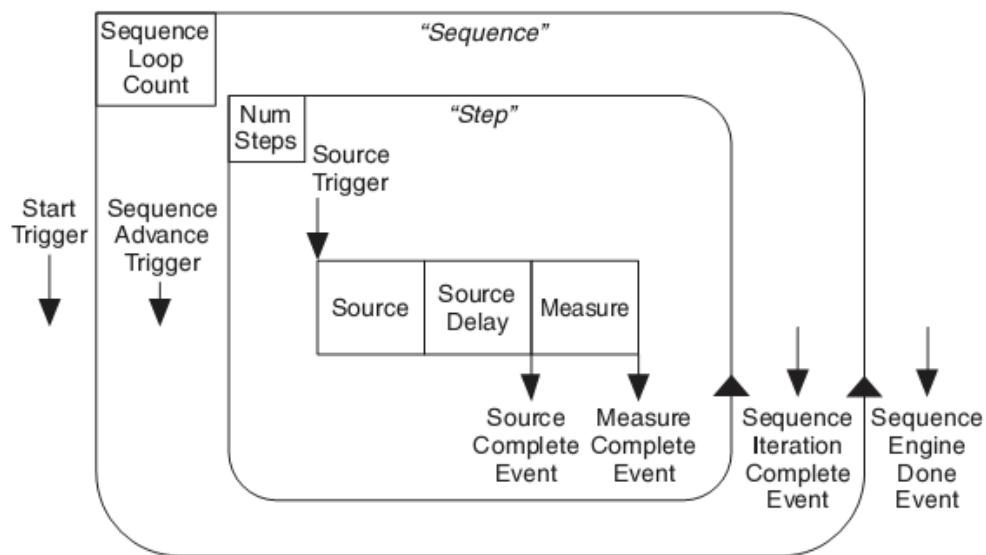 Sequence
Loop
Count
“Sequence”
Num
Steps
“Step”
Source
Trigger
Start
Trigger
Sequence
Advance
Trigger
Source
Source
Delay
Measure
Source
Complete
Event
Measure
Complete
Event
Sequence
Iteration
Complete
Event
Sequence
Engine
Done
Event